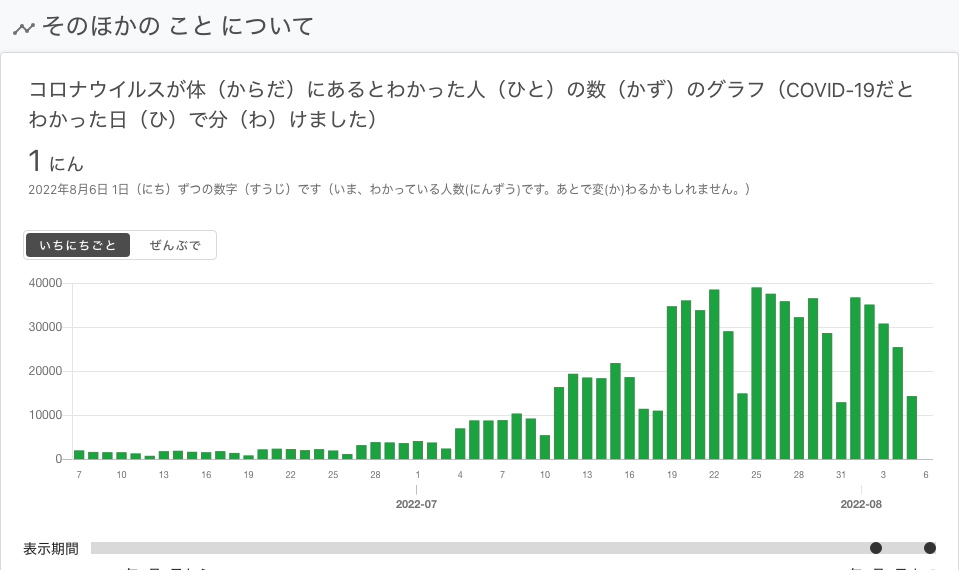 そのほかの こと について
コロナウイルスが体（からだ）にあるとわかった人（ひと）の数（かず）のグラフ（COVID-19だと
わかった日（ひ）で分（わ）けました）
1 にん
2022年8月6日 1日（にち）ずつの数字（すうじ）です（いま、わかっている人数(にんずう)です。あとで変(か)わるかもしれません。）
いちにちごと ぜんぶで
40000
30000
20000
10000
0
7 10 13 16 19 22 25 28 1 4 7 10 13 16 19 22 25 28 31 3 6
2022-07 2022-08
表示期間